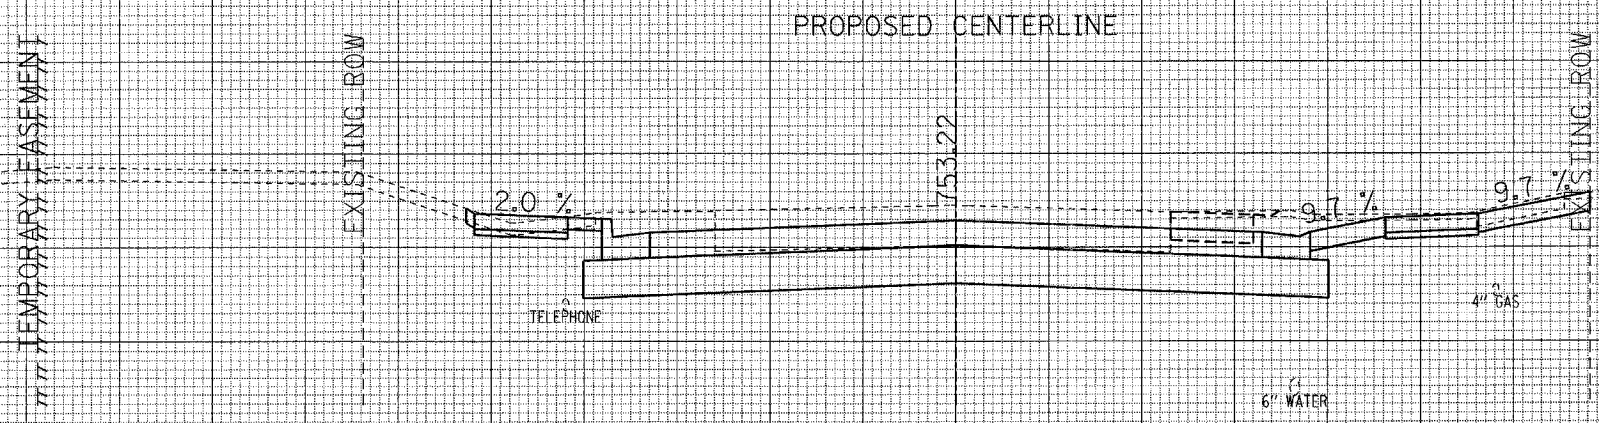 PROPOSED CENTERLINE
TEMPORARY EASEMENT
EXISTING ROW
EXISTING ROW
753.22
2.0 %
9.7 %
9.7 %
TELEPHONE
4" GAS
6" WATER